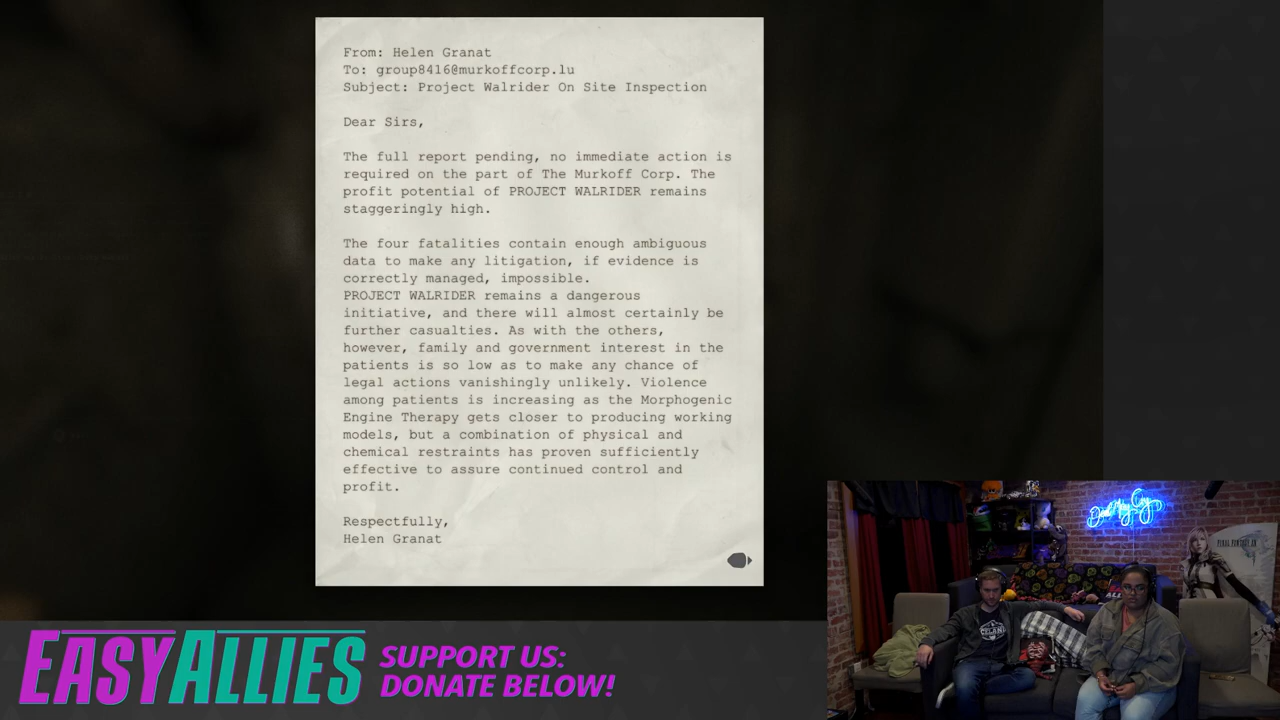 From: Helen Granat
To: group8416@murkoffcorp.lu
Subject: Project Walrider On Site Inspection
Dear Sirs,
The full report pending, no immediate action is
required on the part of The Murkoff Corp. The
profit potential of PROJECT WALRIDER remains
staggeringly high.
The four fatalities contain enough ambiguous
data to make any litigation, if evidence is
correctly managed, impossible.
PROJECT WALRIDER remains a dangerous
initiative, and there will almost certainly be
further casualties. As with the others,
however, family and government interest in the
patients is so low as to make any chance of
legal actions vanishingly unlikely. Violence
among patients is increasing as the Morphogenic
Engine Therapy gets closer to producing working
models, but a combination of physical and
chemical restraints has proven sufficiently
effective to assure continued control and
profit.
Respectfully,
Helen Granat
Devil May Cry
FINAL FANTASY XIII
ICELAND
EASYALLIES
SUPPORT US:
DONATE BELOW!